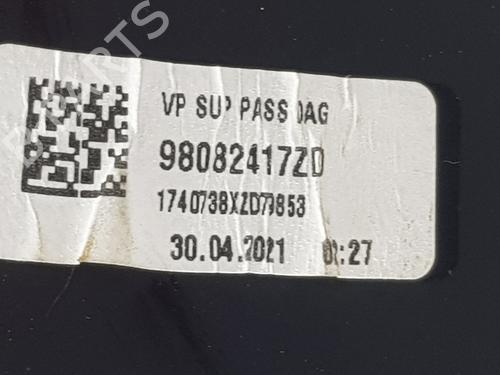 VP SUP PASS DAG
98082417ZD
1740738XZD79853
30.04.2021